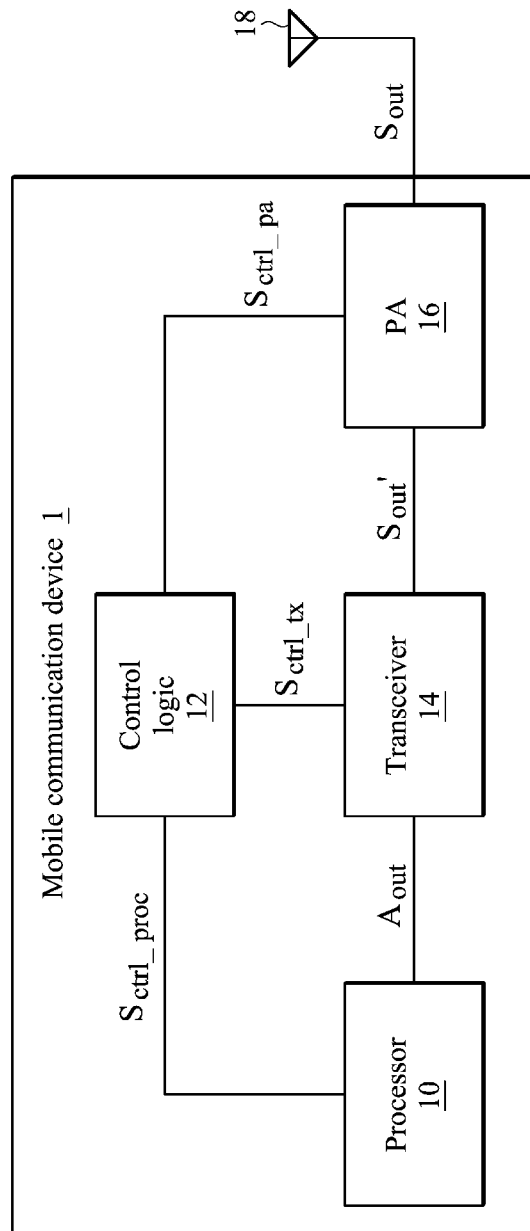 Mobile communication device 1
18
Control
logic
12
S_ctrl_proc
S_ctrl_tx
S_ctrl_pa
Processor
10
A_out
Transceiver
14
S_out'
PA
16
S_out